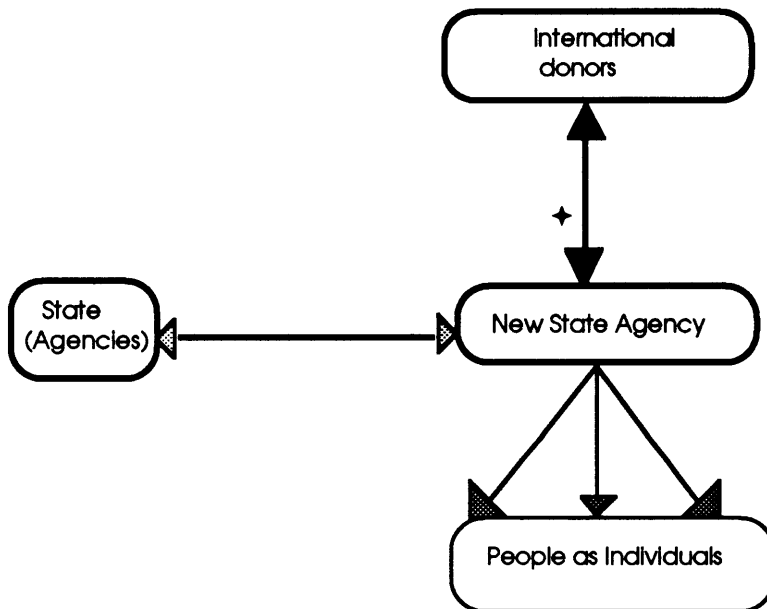 International
donors
State
(Agencies)
New State Agency
People as Individuals